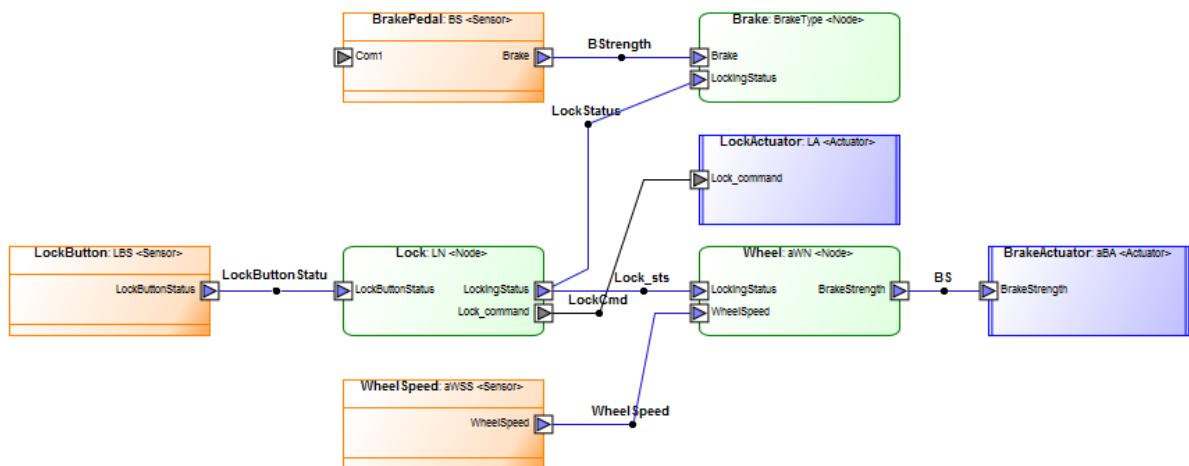 BrakePedal: BS <Sensor>
Com1
Brake
BStrength
Brake: BrakeType <Node>
Brake
LockingStatus
LockStatus
LockActuator: LA <Actuator>
Lock_command
LockButton: LBS <Sensor>
LockButtonStatus
LockButtonStatu
Lock: LN <Node>
LockButtonStatus
LockingStatus
Lock_command
Lock_sts
LockCmd
Wheel: aWN <Node>
LockingStatus
BrakeStrength
WheelSpeed
BS
BrakeActuator: aBA <Actuator>
BrakeStrength
WheelSpeed: aWSS <Sensor>
WheelSpeed
WheelSpeed